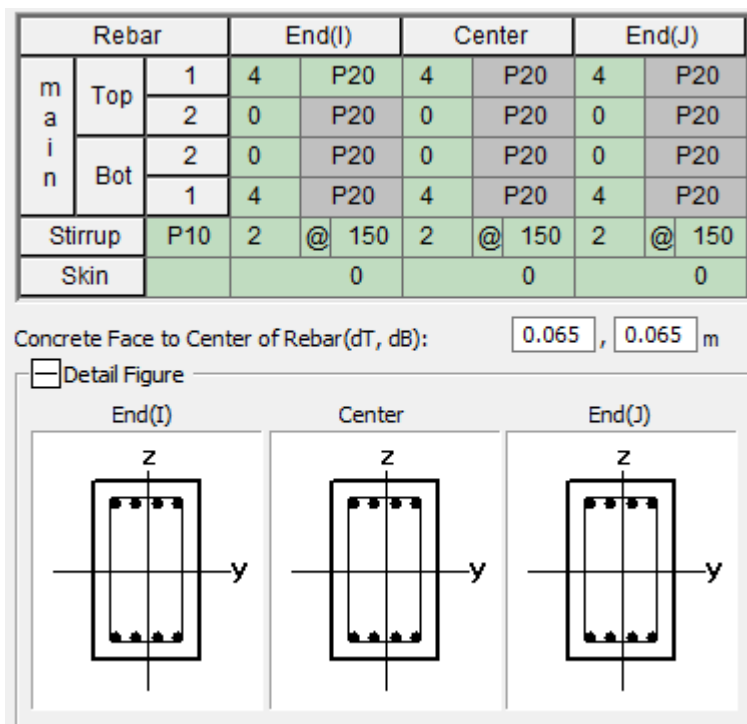 Rebar End(I) Center End(J)
main Top 1 4 P20 4 P20 4 P20
2 0 P20 0 P20 0 P20
Bot 2 0 P20 0 P20 0 P20
1 4 P20 4 P20 4 P20
Stirrup P10 2 @ 150 2 @ 150 2 @ 150
Skin 0 0 0
Concrete Face to Center of Rebar(dT, dB): 0.065 , 0.065 m
Detail Figure
End(I) Center End(J)
z z z
y y y